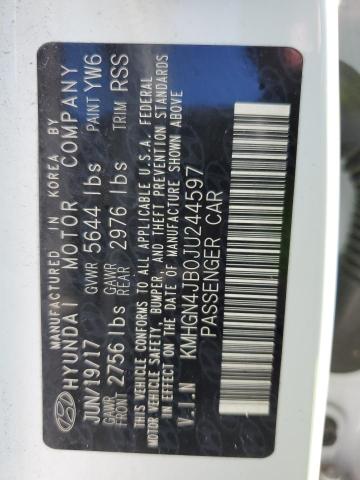 MANUFACTURED IN KOREA BY
HYUNDAI MOTOR COMPANY
JUN/19/17 GVWR 5644 lbs PAINT YW6
GAWR FRONT 2756 lbs GAWR REAR 2976 lbs TRIM RSS
THIS VEHICLE CONFORMS TO ALL APPLICABLE U.S.A. FEDERAL
MOTOR VEHICLE SAFETY, BUMPER, AND THEFT PREVENTION STANDARDS
IN EFFECT ON THE DATE OF MANUFACTURE SHOWN ABOVE
V.I.N KMHGN4JB0JU244597
PASSENGER CAR